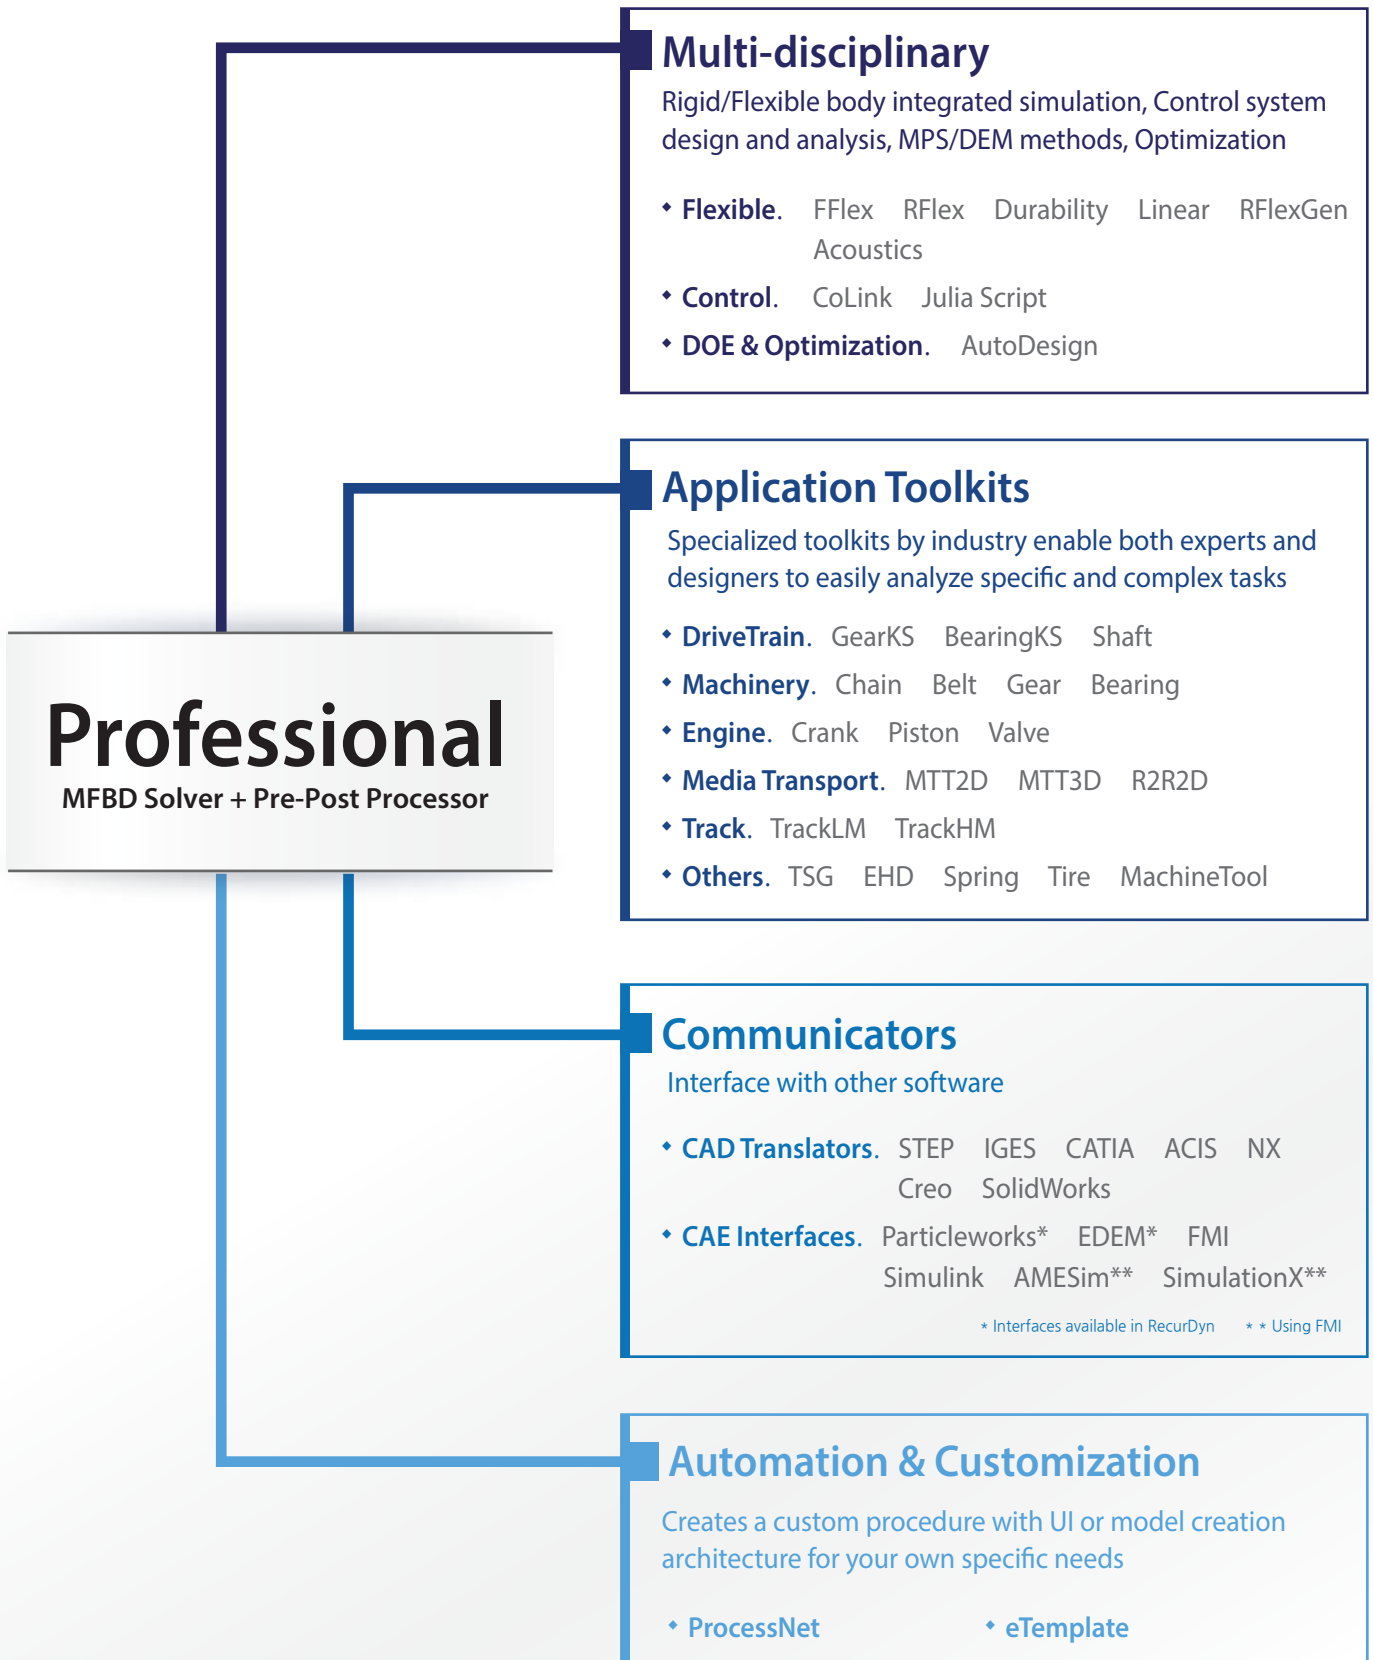 Multi-disciplinary
Rigid/Flexible body integrated simulation, Control system
design and analysis, MPS/DEM methods, Optimization
Flexible. FFlex RFlex Durability Linear RFlexGen
Acoustics
Control. CoLink Julia Script
DOE & Optimization. AutoDesign
Application Toolkits
Specialized toolkits by industry enable both experts and
designers to easily analyze specific and complex tasks
DriveTrain. GearKS BearingKS Shaft
Machinery. Chain Belt Gear Bearing
Engine. Crank Piston Valve
Media Transport. MTT2D MTT3D R2R2D
Track. TrackLM TrackHM
Others. TSG EHD Spring Tire MachineTool
Professional
MFBD Solver + Pre-Post Processor
Communicators
Interface with other software
CAD Translators. STEP IGES CATIA ACIS NX
Creo SolidWorks
CAE Interfaces. Particleworks* EDEM* FMI
Simulink AMESim** SimulationX**
* Interfaces available in RecurDyn * * Using FMI
Automation & Customization
Creates a custom procedure with UI or model creation
architecture for your own specific needs
ProcessNet eTemplate